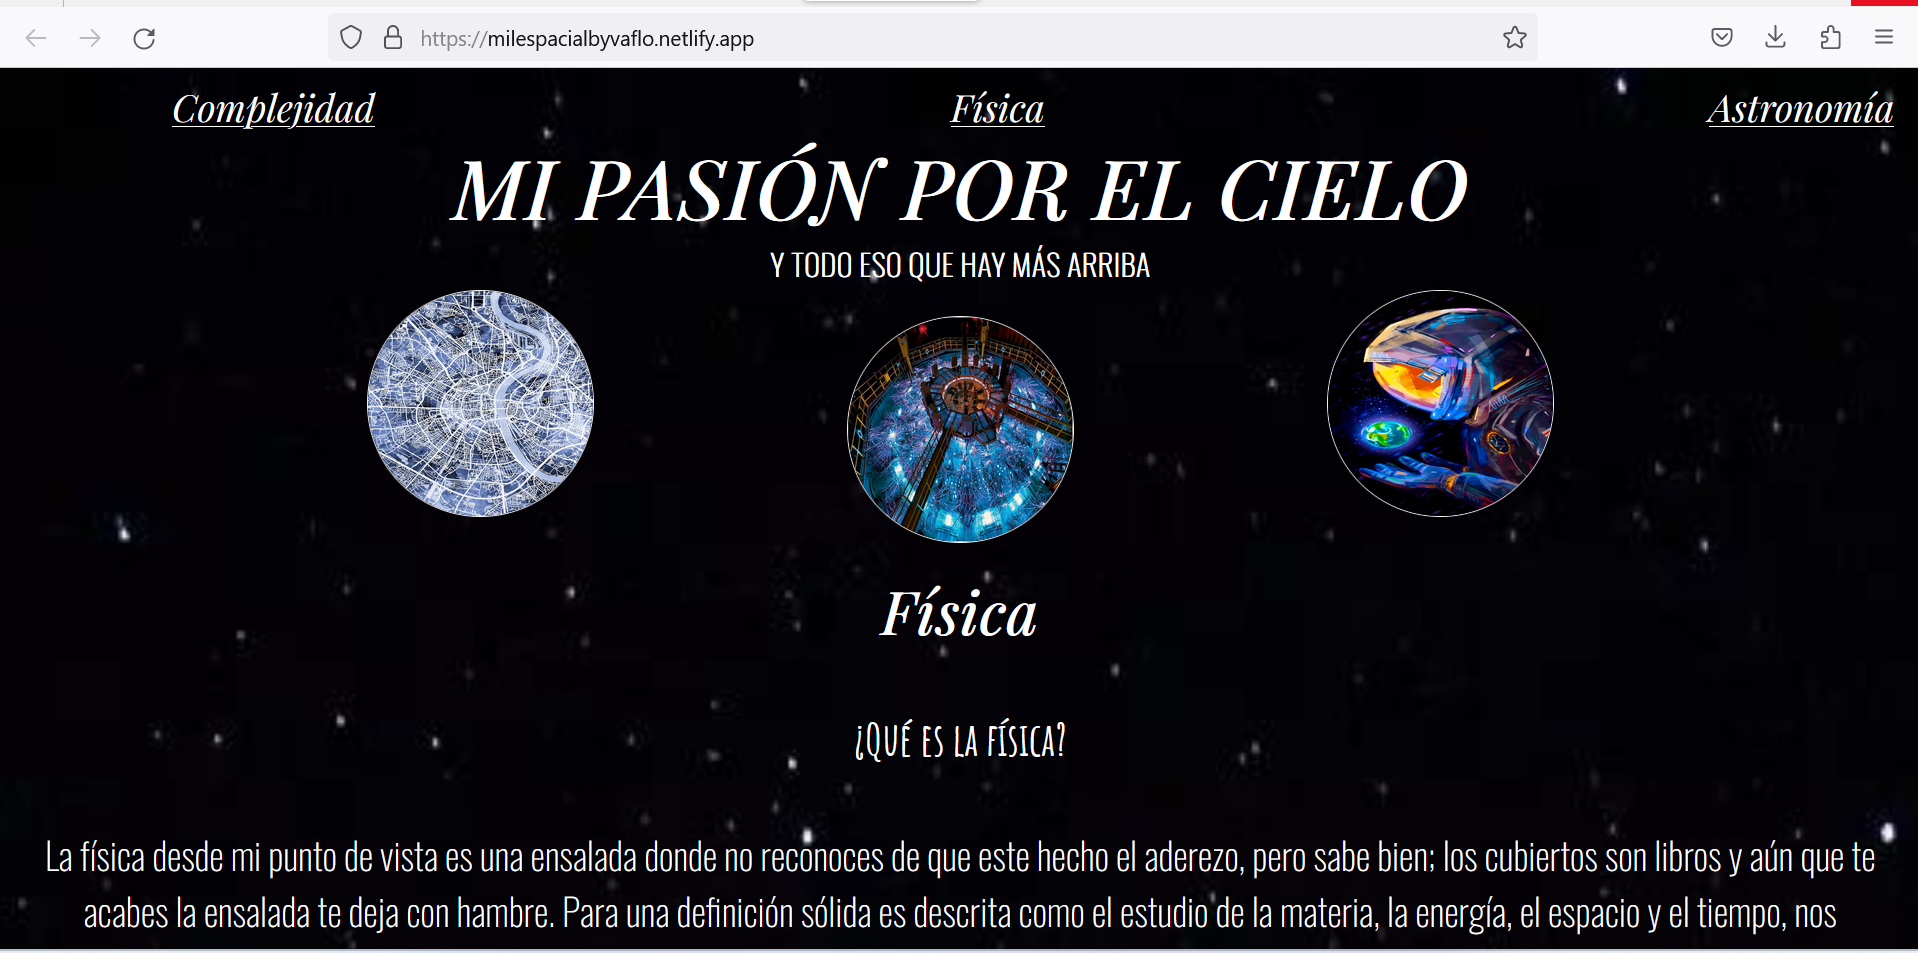 https://milespacialbyvaflo.netlify.app
Complejidad Física Astronomía
MI PASIÓN POR EL CIELO
Y TODO ESO QUE HAY MÁS ARRIBA
Física
¿Qué es la física?
La física desde mi punto de vista es una ensalada donde no reconoces de que este hecho el aderezo, pero sabe bien; los cubiertos son libros y aún que te
acabes la ensalada te deja con hambre. Para una definición sólida es descrita como el estudio de la materia, la energía, el espacio y el tiempo, nos